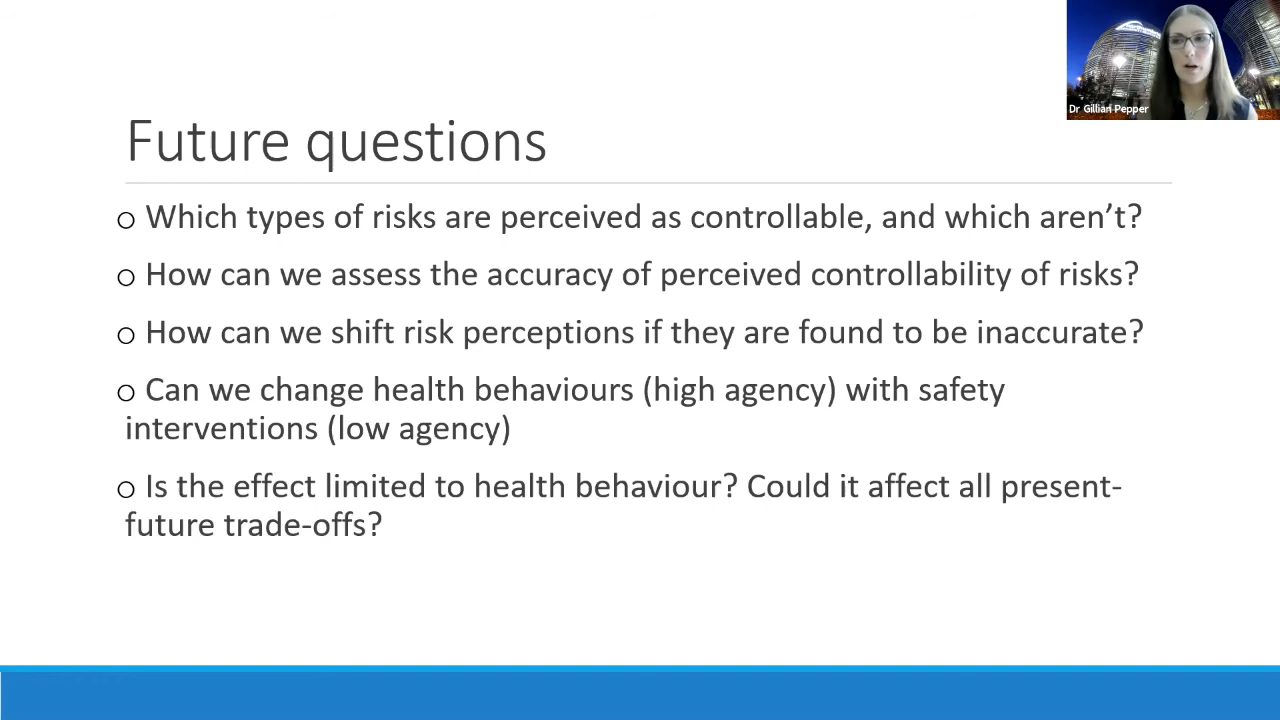 Dr Gillian Pepper
Future questions
o Which types of risks are perceived as controllable, and which aren’t?
o How can we assess the accuracy of perceived controllability of risks?
o How can we shift risk perceptions if they are found to be inaccurate?
o Can we change health behaviours (high agency) with safety
interventions (low agency)
o Is the effect limited to health behaviour? Could it affect all present-
future trade-offs?